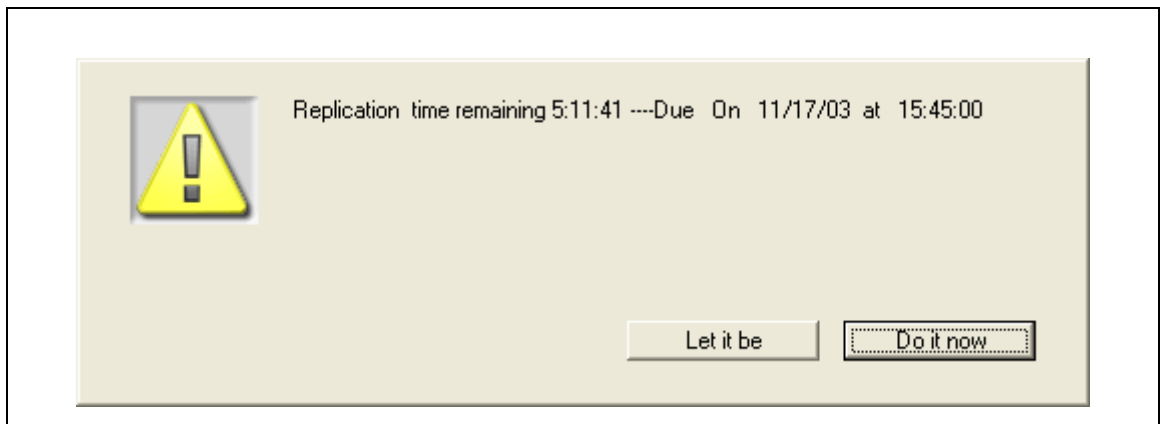 Replication time remaining 5:11:41 ----Due On 11/17/03 at 15:45:00
Let it be
Do it now